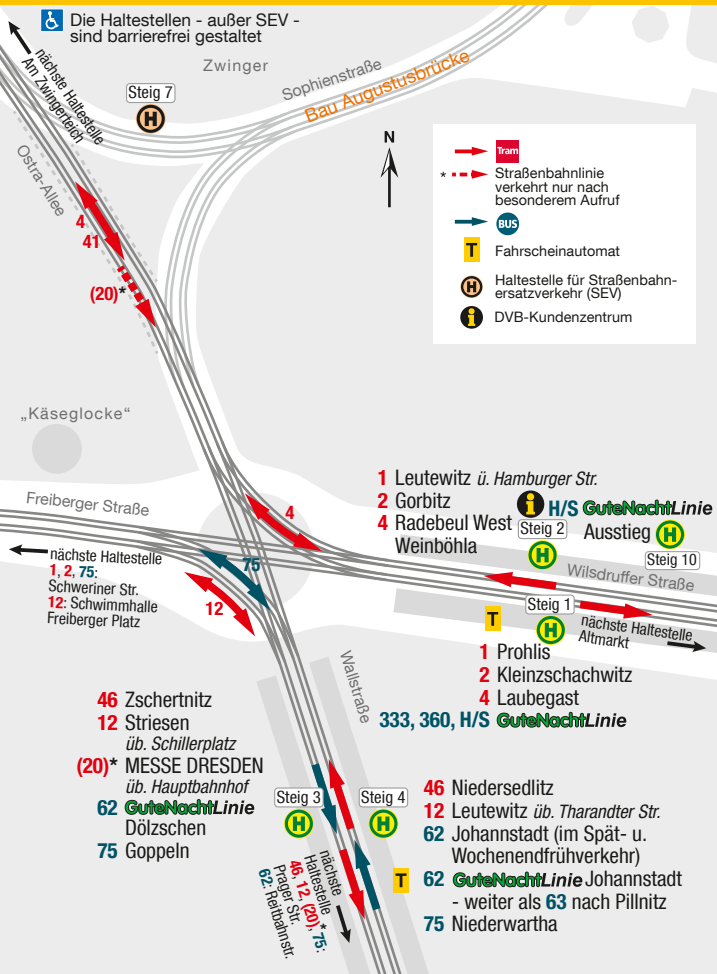 Die Haltestellen - außer SEV -
sind barrierefrei gestaltet
nächste Haltestelle
Am Zwingerteich
Zwinger
Steig 7
H
Sophienstraße
Bau Augustusbrücke
Ostra-Allee
N
Tram
* Straßenbahnlinie
verkehrt nur nach
besonderem Aufruf
BUS
T Fahrscheinautomat
H Haltestelle für Straßenbahn-
ersatzverkehr (SEV)
i DVB-Kundenzentrum
4
41
(20)*
„Käseglocke“
Freiberger Straße
nächste Haltestelle
1, 2, 75:
Schweriner Str.
12: Schwimmhalle
Freiberger Platz
4
75
12
1 Leutewitz ü. Hamburger Str.
2 Gorbitz
4 Radebeul West
Weinböhla
i H/S GuteNachtLinie
Steig 2
H
Ausstieg H
Steig 10
Wilsdruffer Straße
Steig 1
H
T
nächste Haltestelle
Altmarkt
1 Prohlis
2 Kleinzschachwitz
4 Laubegast
333, 360, H/S GuteNachtLinie
Wallstraße
46 Zschertnitz
12 Striesen
üb. Schillerplatz
(20)* MESSE DRESDEN
üb. Hauptbahnhof
62 GuteNachtLinie
Dölzschen
75 Goppeln
Steig 3
H
Steig 4
H
T
nächste
Haltestelle
46, 12, (20),* 75:
Prager Str.
62: Reitbahnstr.
46 Niedersedlitz
12 Leutewitz üb. Tharandter Str.
62 Johannstadt (im Spät- u.
Wochenendfrühverkehr)
62 GuteNachtLinie Johannstadt
- weiter als 63 nach Pillnitz
75 Niederwartha